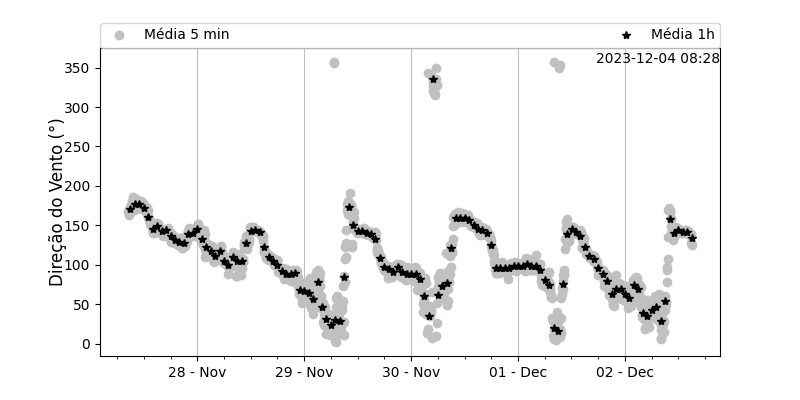 Média 5 min
Média 1h
2023-12-04 08:28
Direção do Vento (°)
350
300
250
200
150
100
50
0
28 - Nov
29 - Nov
30 - Nov
01 - Dec
02 - Dec